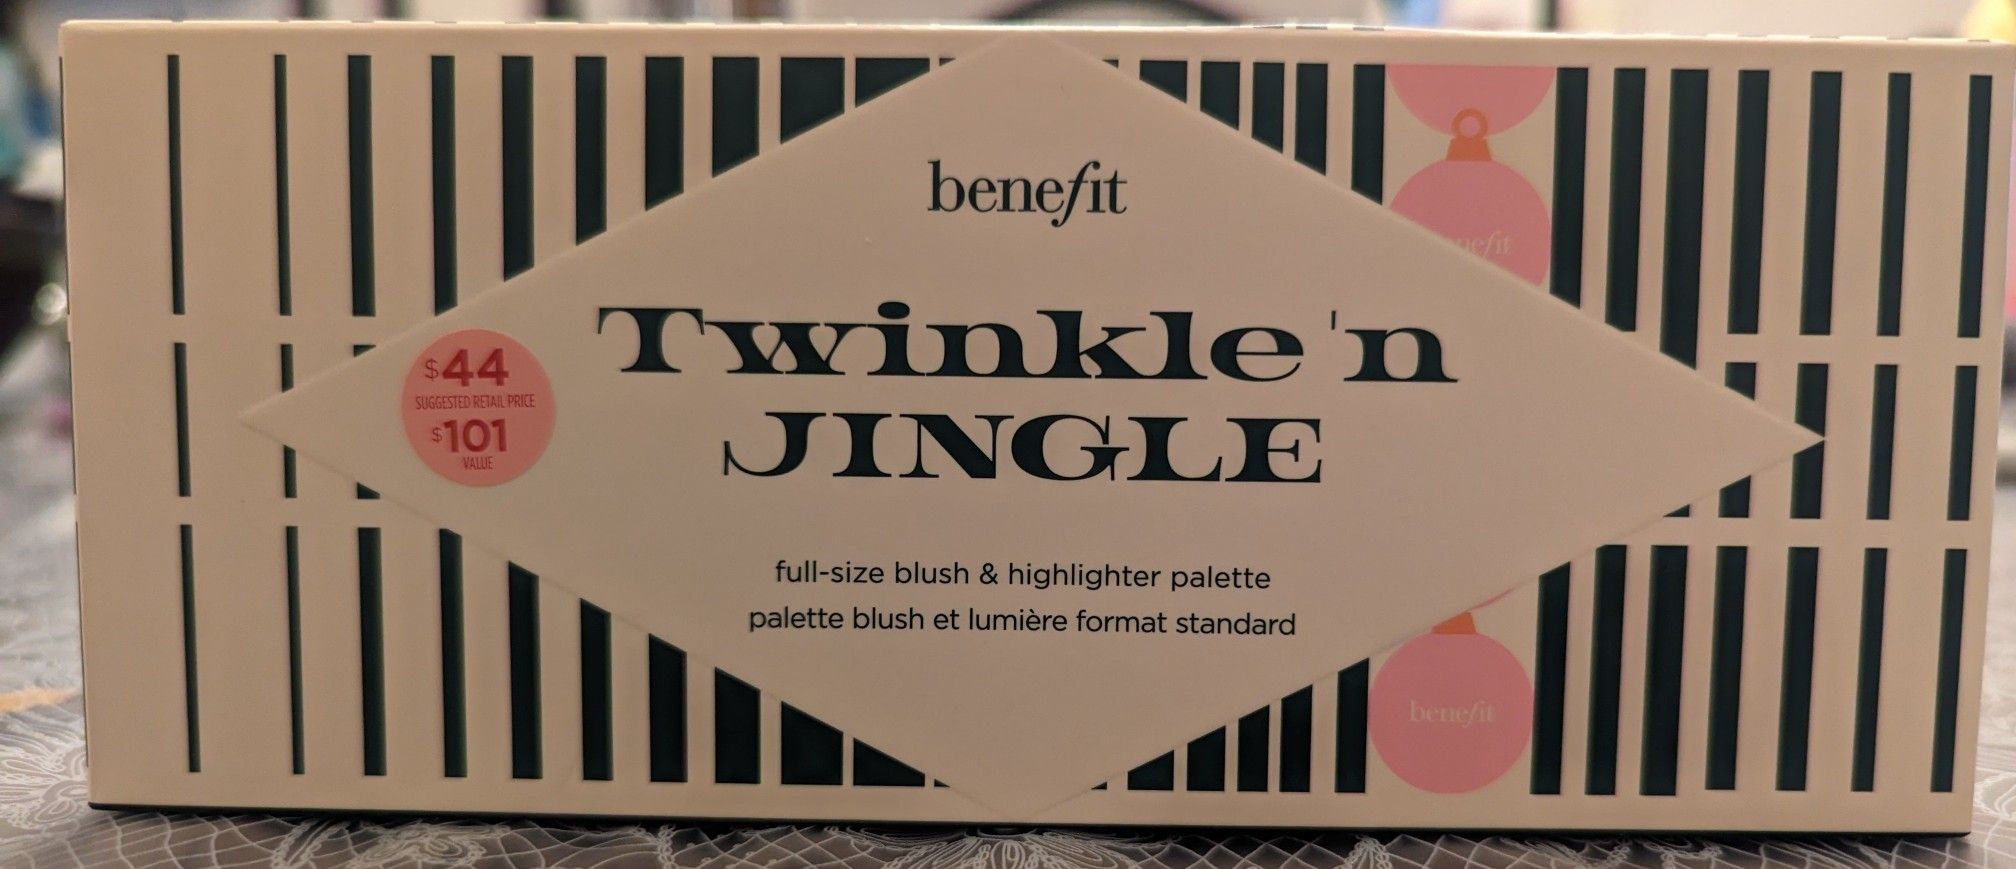 benefit
Twinkle 'n
JINGLE
$44
SUGGESTED RETAIL PRICE
$101
VALUE
full-size blush & highlighter palette
palette blush et lumière format standard
benefit